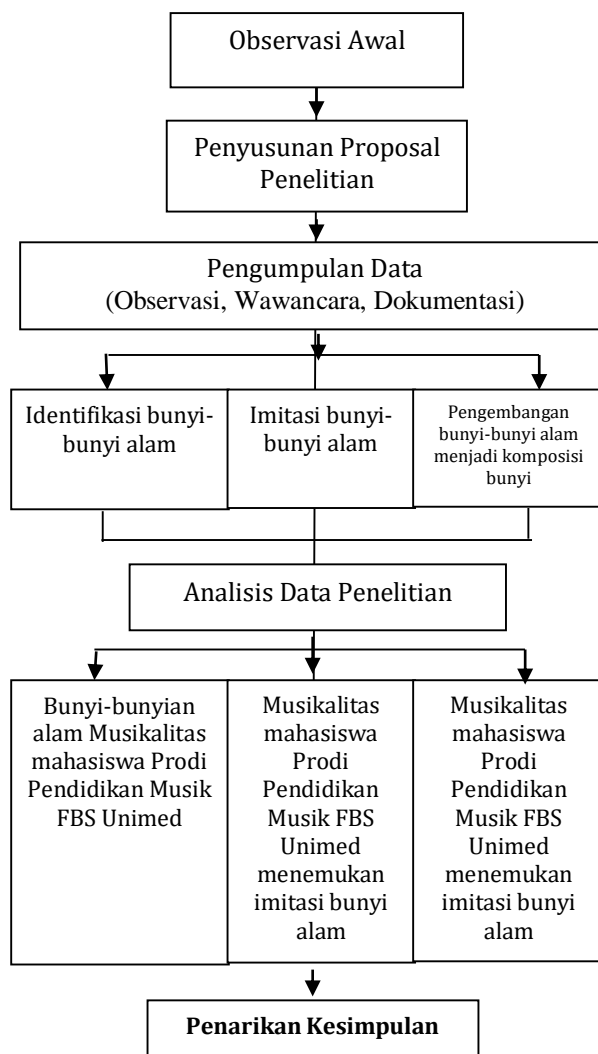 Observasi Awal
Penyusunan Proposal
Penelitian
Pengumpulan Data
(Observasi, Wawancara, Dokumentasi)
Identifikasi bunyi-
bunyi alam
Imitasi bunyi-
bunyi alam
Pengembangan
bunyi-bunyi alam
menjadi komposisi
bunyi
Analisis Data Penelitian
Bunyi-bunyian
alam Musikalitas
mahasiswa Prodi
Pendidikan Musik
FBS Unimed
Musikalitas
mahasiswa
Prodi
Pendidikan
Musik FBS
Unimed
menemukan
imitasi bunyi
alam
Musikalitas
mahasiswa
Prodi
Pendidikan
Musik FBS
Unimed
menemukan
imitasi bunyi
alam
Penarikan Kesimpulan